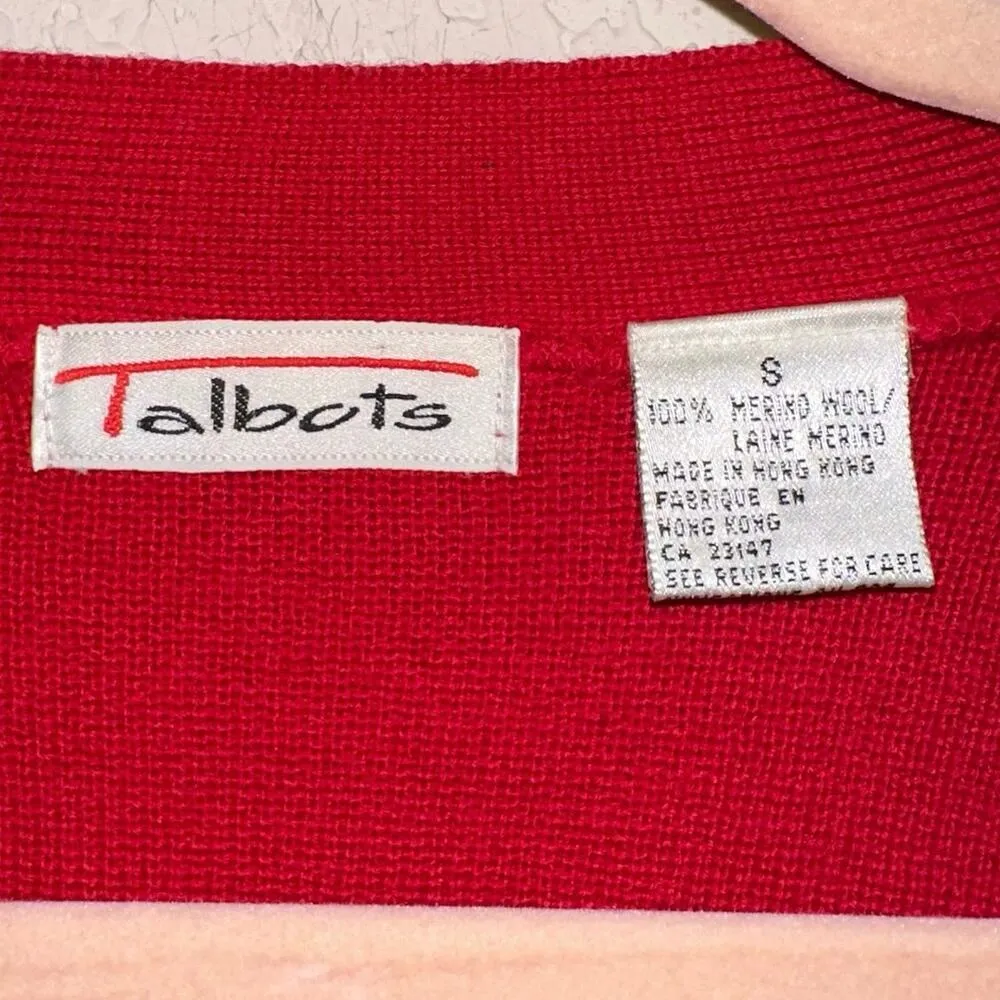 Talbots
S
100% MERINO WOOL/
LAINE MERINO
MADE IN HONG KONG
FABRIQUE EN
HONG KONG
CA 23147
SEE REVERSE FOR CARE